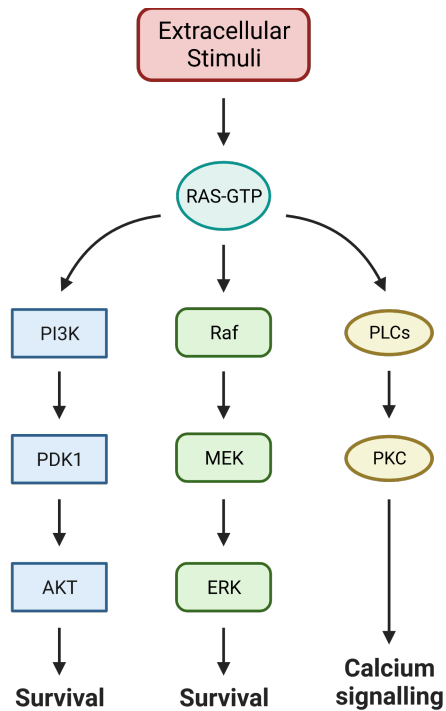 Extracellular
Stimuli
RAS-GTP
PI3K
Raf
PLCs
PDK1
MEK
PKC
AKT
ERK
Survival
Survival
Calcium
signalling